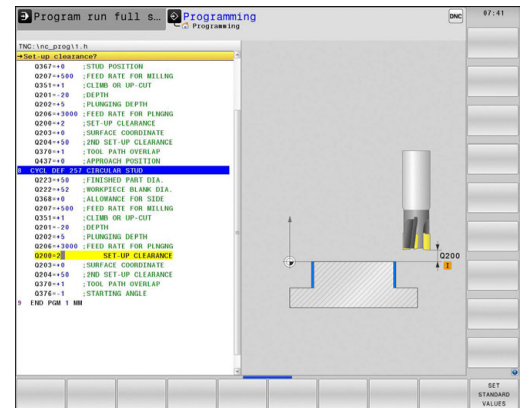 Program run full s...
Programming
Programming
DNC
07:41
TNC:\nc_prog\1.h
→Set-up clearance?
Q367=+0 ;STUD POSITION
Q207=+500 ;FEED RATE FOR MILLNG
Q351=+1 ;CLIMB OR UP-CUT
Q201=-20 ;DEPTH
Q202=+5 ;PLUNGING DEPTH
Q206=+3000 ;FEED RATE FOR PLNGNG
Q200=+2 ;SET-UP CLEARANCE
Q203=+0 ;SURFACE COORDINATE
Q204=+50 ;2ND SET-UP CLEARANCE
Q370=+1 ;TOOL PATH OVERLAP
Q437=+0 ;APPROACH POSITION
8 CYCL DEF 257 CIRCULAR STUD
Q223=+50 ;FINISHED PART DIA.
Q222=+52 ;WORKPIECE BLANK DIA.
Q368=+0 ;ALLOWANCE FOR SIDE
Q207=+500 ;FEED RATE FOR MILLNG
Q351=+1 ;CLIMB OR UP-CUT
Q201=-20 ;DEPTH
Q202=+5 ;PLUNGING DEPTH
Q206=+3000 ;FEED RATE FOR PLNGNG
Q200=2 SET-UP CLEARANCE
Q203=+0 ;SURFACE COORDINATE
Q204=+50 ;2ND SET-UP CLEARANCE
Q370=+1 ;TOOL PATH OVERLAP
Q376=-1 ;STARTING ANGLE
9 END PGM 1 MM
Q200
I
SET
STANDARD
VALUES